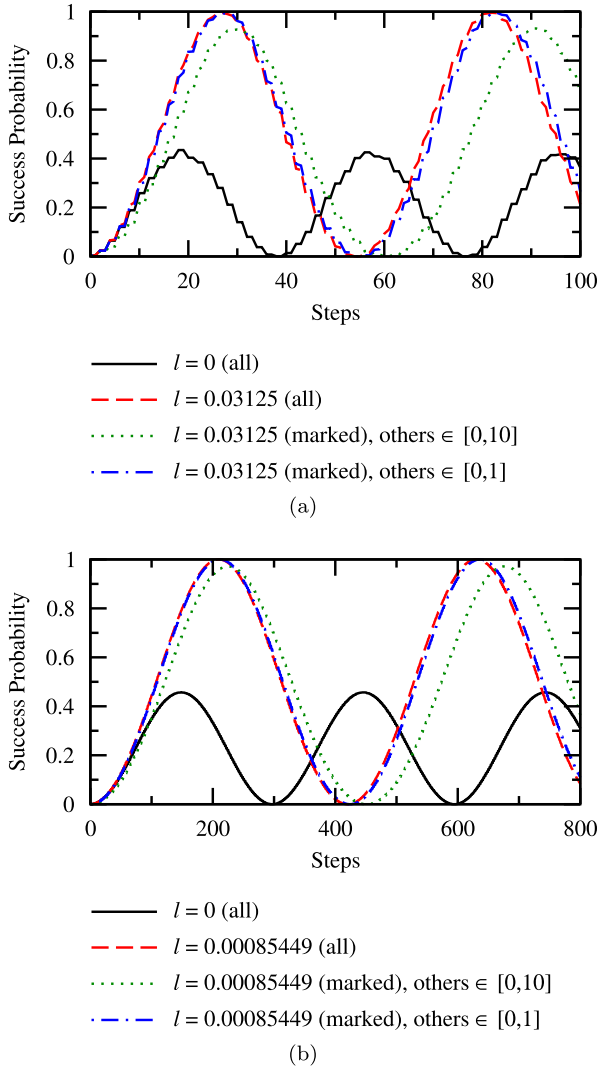 1
0.8
0.6
0.4
0.2
0
Success Probability
0 20 40 60 80 100
Steps
l = 0 (all)
l = 0.03125 (all)
l = 0.03125 (marked), others ∈ [0,10]
l = 0.03125 (marked), others ∈ [0,1]
(a)
1
0.8
0.6
0.4
0.2
0
Success Probability
0 200 400 600 800
Steps
l = 0 (all)
l = 0.00085449 (all)
l = 0.00085449 (marked), others ∈ [0,10]
l = 0.00085449 (marked), others ∈ [0,1]
(b)